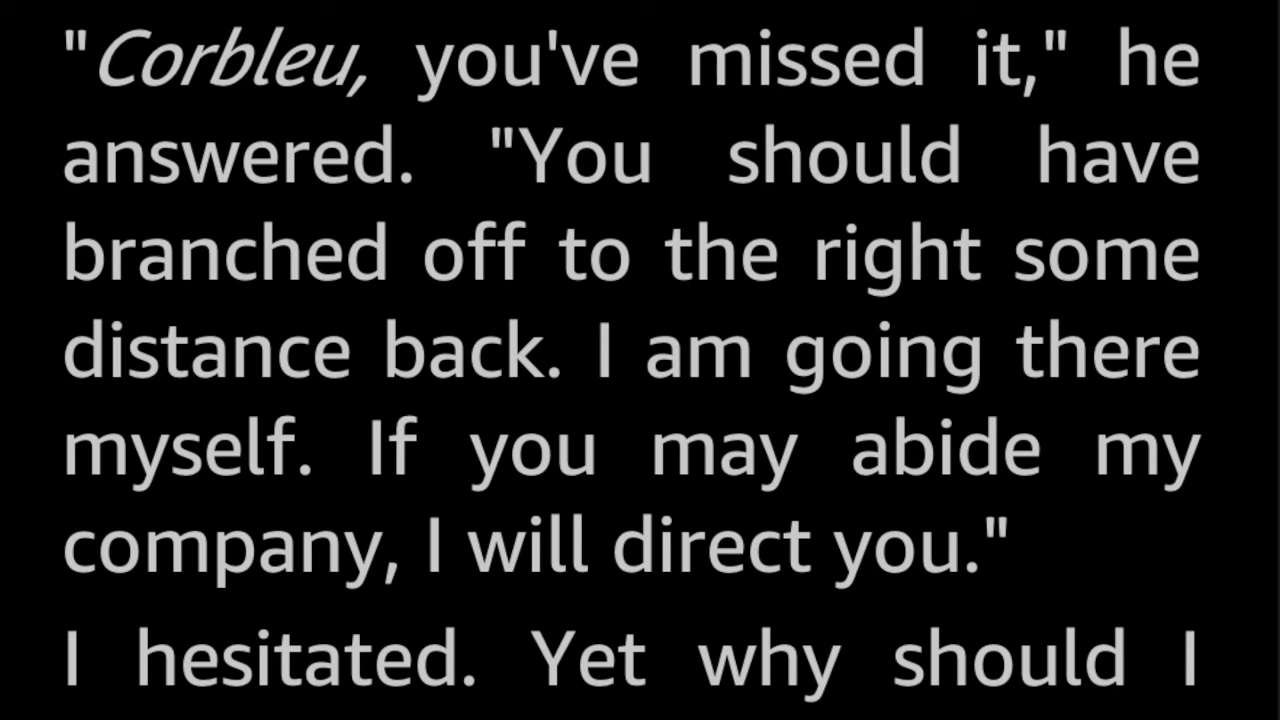 "Corbleu, you've missed it," he
answered. "You should have
branched off to the right some
distance back. I am going there
myself. If you may abide my
company, I will direct you."
I hesitated. Yet why should I